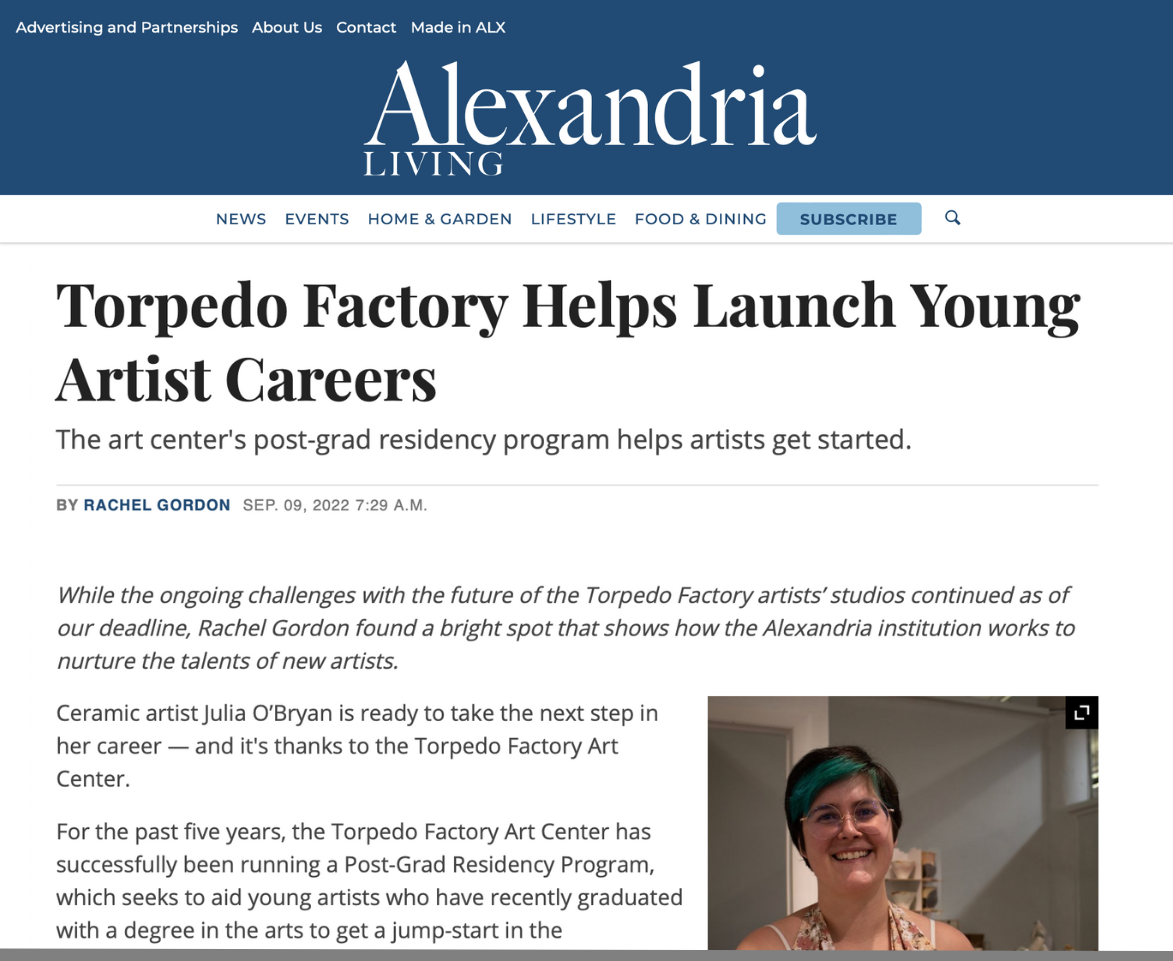 Advertising and Partnerships About Us Contact Made in ALX
Alexandria
LIVING
NEWS EVENTS HOME & GARDEN LIFESTYLE FOOD & DINING SUBSCRIBE
Torpedo Factory Helps Launch Young
Artist Careers
The art center's post-grad residency program helps artists get started.
BY RACHEL GORDON SEP. 09, 2022 7:29 A.M.
While the ongoing challenges with the future of the Torpedo Factory artists’ studios continued as of
our deadline, Rachel Gordon found a bright spot that shows how the Alexandria institution works to
nurture the talents of new artists.
Ceramic artist Julia O’Bryan is ready to take the next step in
her career — and it's thanks to the Torpedo Factory Art
Center.
For the past five years, the Torpedo Factory Art Center has
successfully been running a Post-Grad Residency Program,
which seeks to aid young artists who have recently graduated
with a degree in the arts to get a jump-start in the